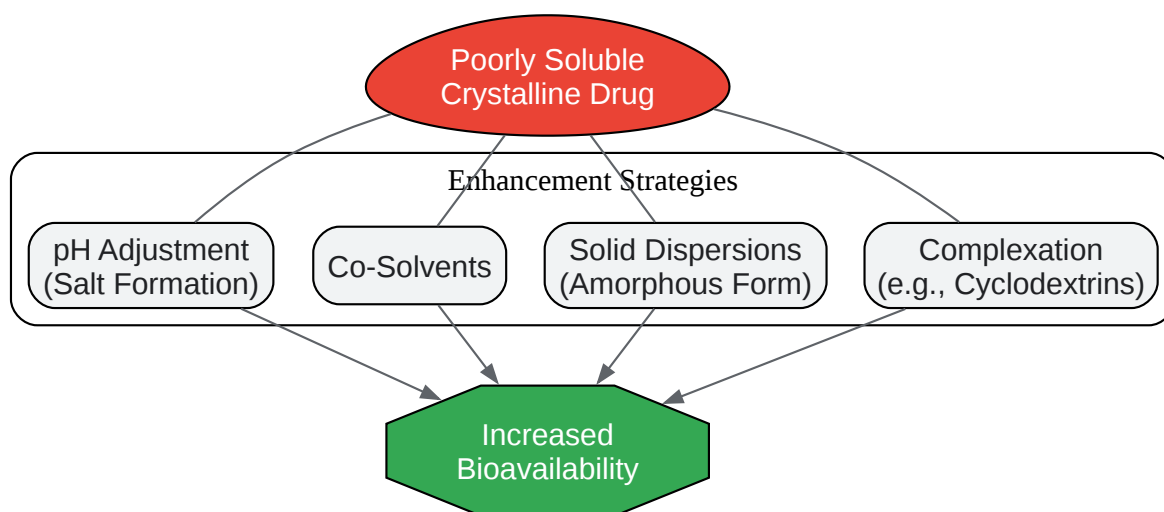 Poorly Soluble
Crystalline Drug
Enhancement Strategies
pH Adjustment
(Salt Formation)
Co-Solvents
Solid Dispersions
(Amorphous Form)
Complexation
(e.g., Cyclodextrins)
Increased
Bioavailability